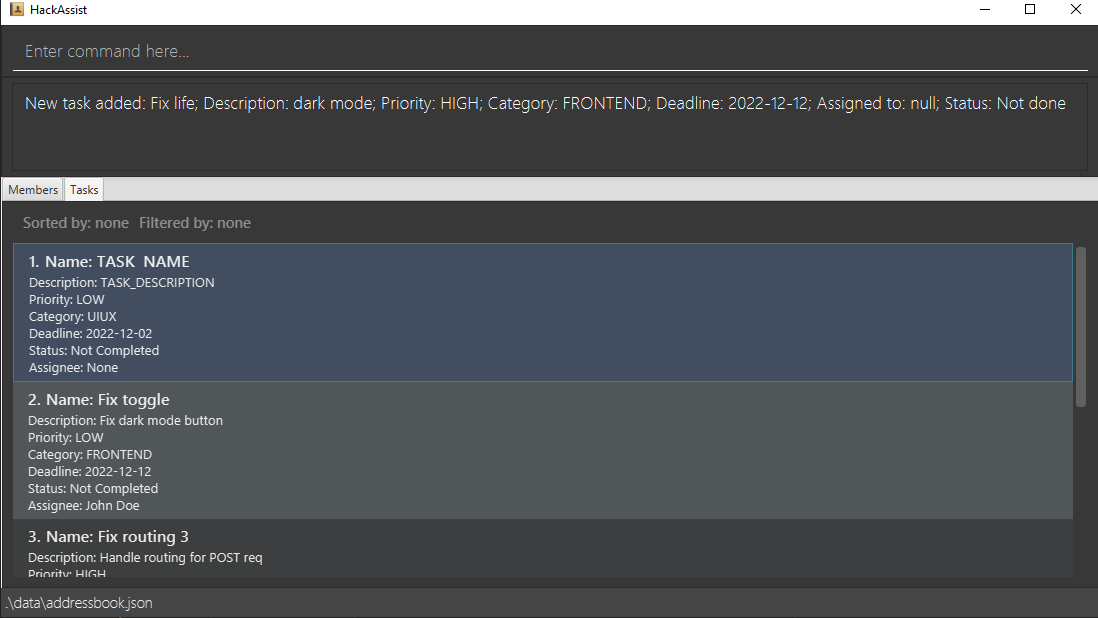 HackAssist
Enter command here...
New task added: Fix life; Description: dark mode; Priority: HIGH; Category: FRONTEND; Deadline: 2022-12-12; Assigned to: null; Status: Not done
Members Tasks
Sorted by: none Filtered by: none
1. Name: TASK NAME
Description: TASK_DESCRIPTION
Priority: LOW
Category: UIUX
Deadline: 2022-12-02
Status: Not Completed
Assignee: None
2. Name: Fix toggle
Description: Fix dark mode button
Priority: LOW
Category: FRONTEND
Deadline: 2022-12-12
Status: Not Completed
Assignee: John Doe
3. Name: Fix routing 3
Description: Handle routing for POST req
Priority: HIGH
.\data\addressbook.json